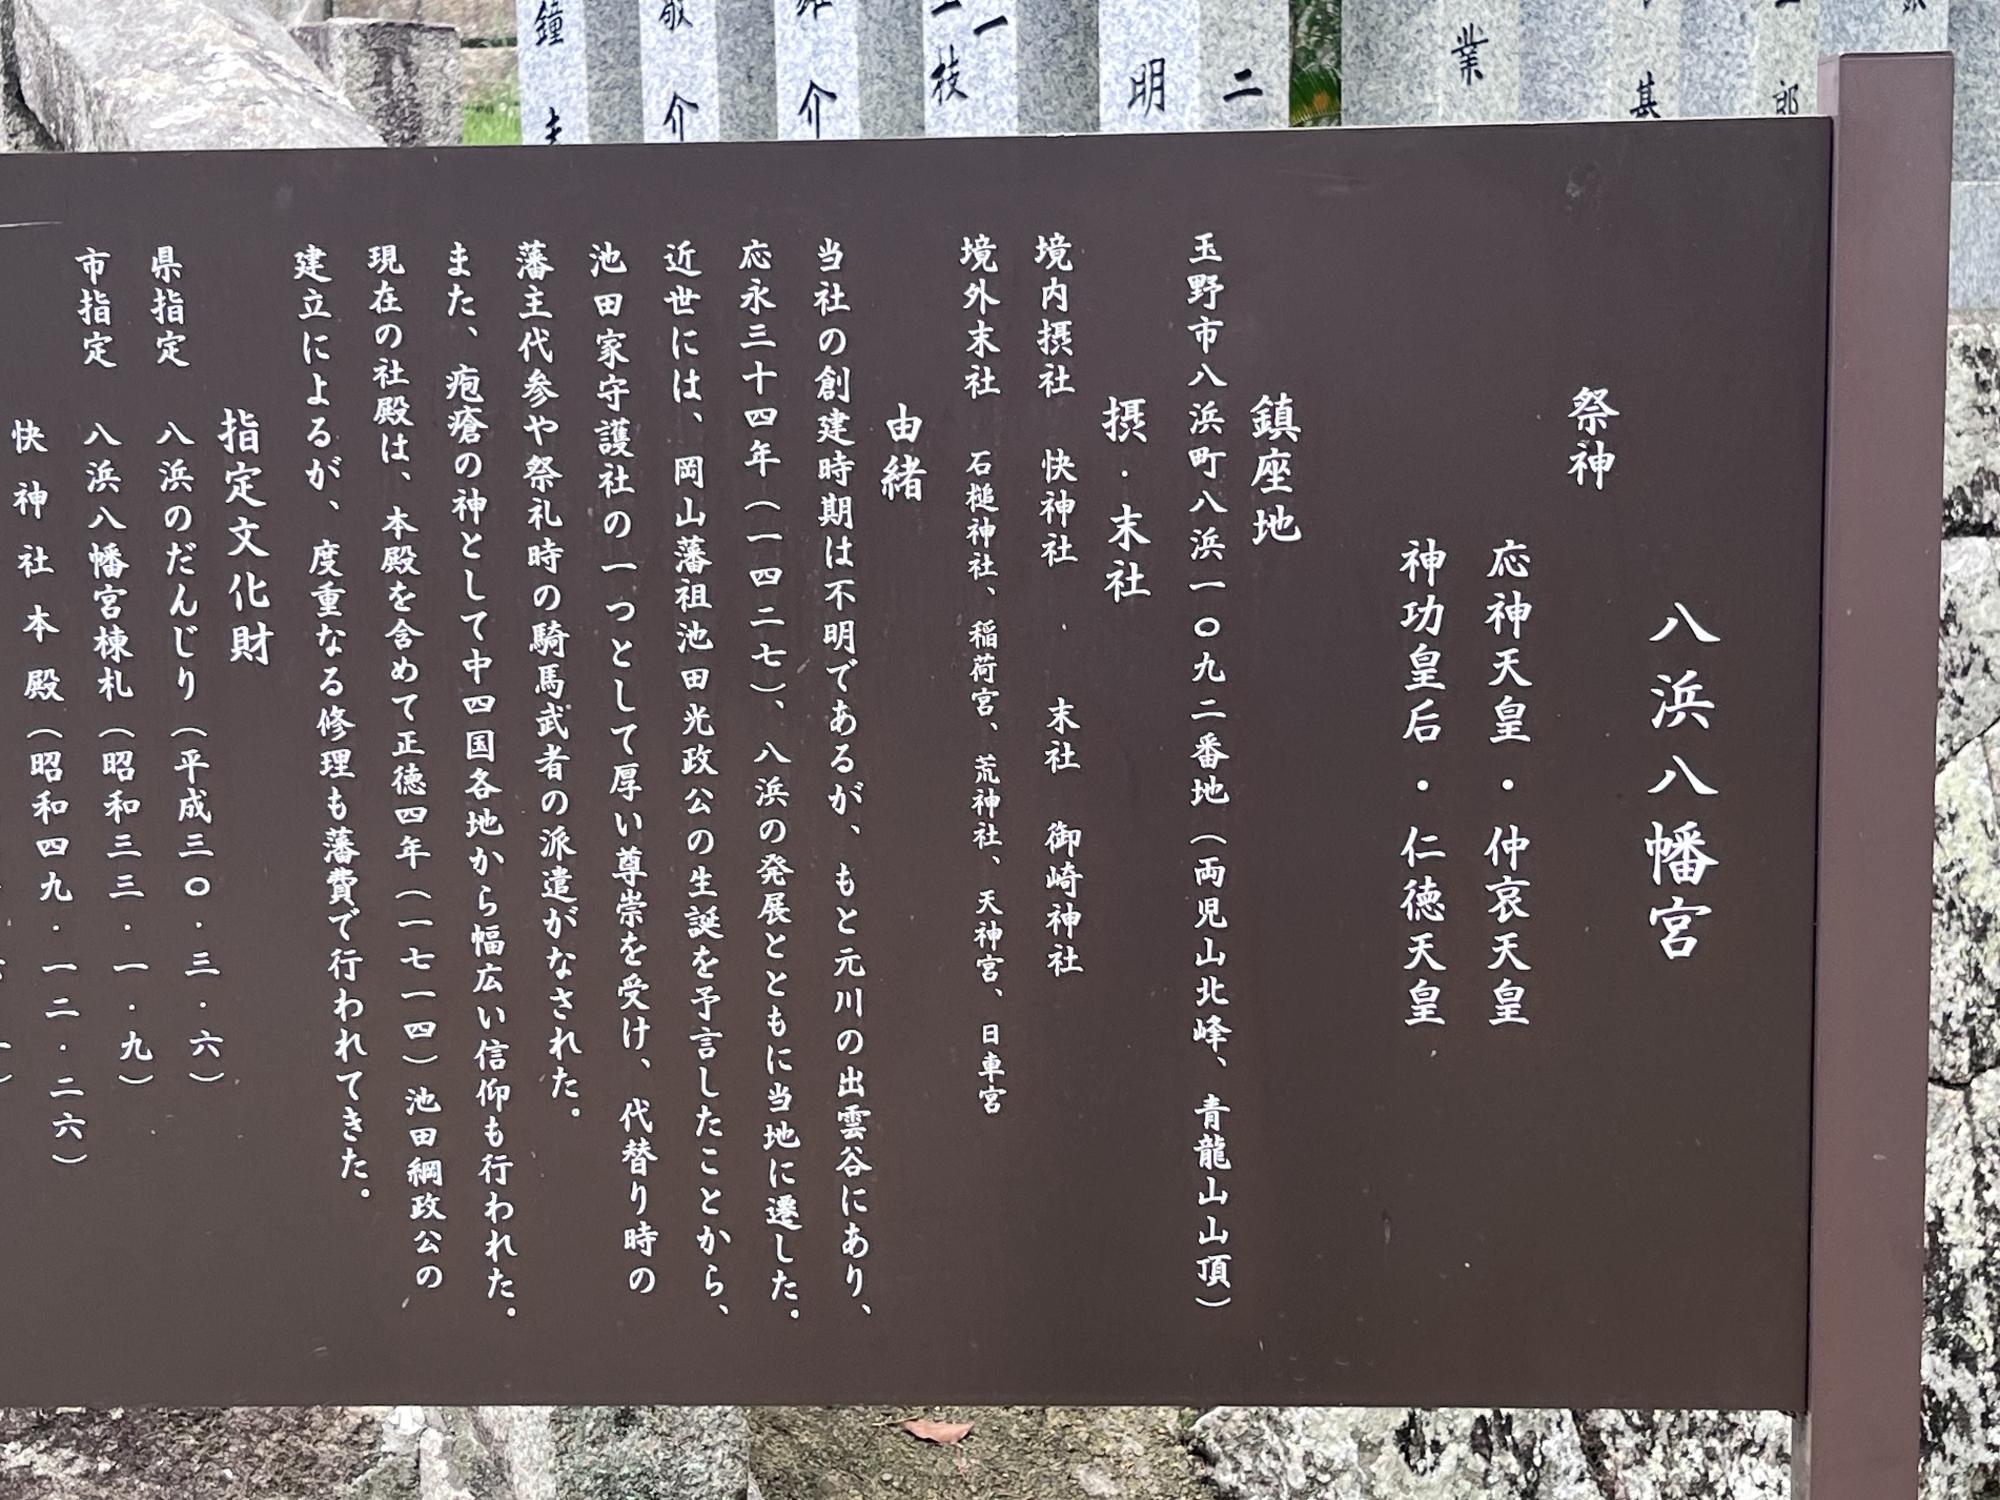 八浜八幡宮
祭神
応神天皇・仲哀天皇
神功皇后・仁徳天皇
鎮座地
玉野市八浜町八浜一〇九二番地（両児山北峰、青龍山山頂）
摂・末社
境内摂社 快神社 末社 御崎神社
境外末社 石槌神社、稲荷宮、荒神社、天神宮、日車宮
由緒
当社の創建時期は不明であるが、もと元川の出雲谷にあり、
応永三十四年（一四二七）、八浜の発展とともに当地に遷した。
近世には、岡山藩祖池田光政公の生誕を予言したことから、
池田家守護社の一つとして厚い尊崇を受け、代替り時の
藩主代参や祭礼時の騎馬武者の派遣がなされた。
また、疱瘡の神として中四国各地から幅広い信仰も行われた。
現在の社殿は、本殿を含めて正徳四年（一七一四）池田綱政公の
建立によるが、度重なる修理も藩費で行われてきた。
指定文化財
県指定 八浜のだんじり（平成三〇．三．六）
市指定 八浜八幡宮棟札（昭和三三．一．九）
快神社本殿（昭和四九．一二．二六）
業
二
明
一枝
介
介
鐘
甚
郎